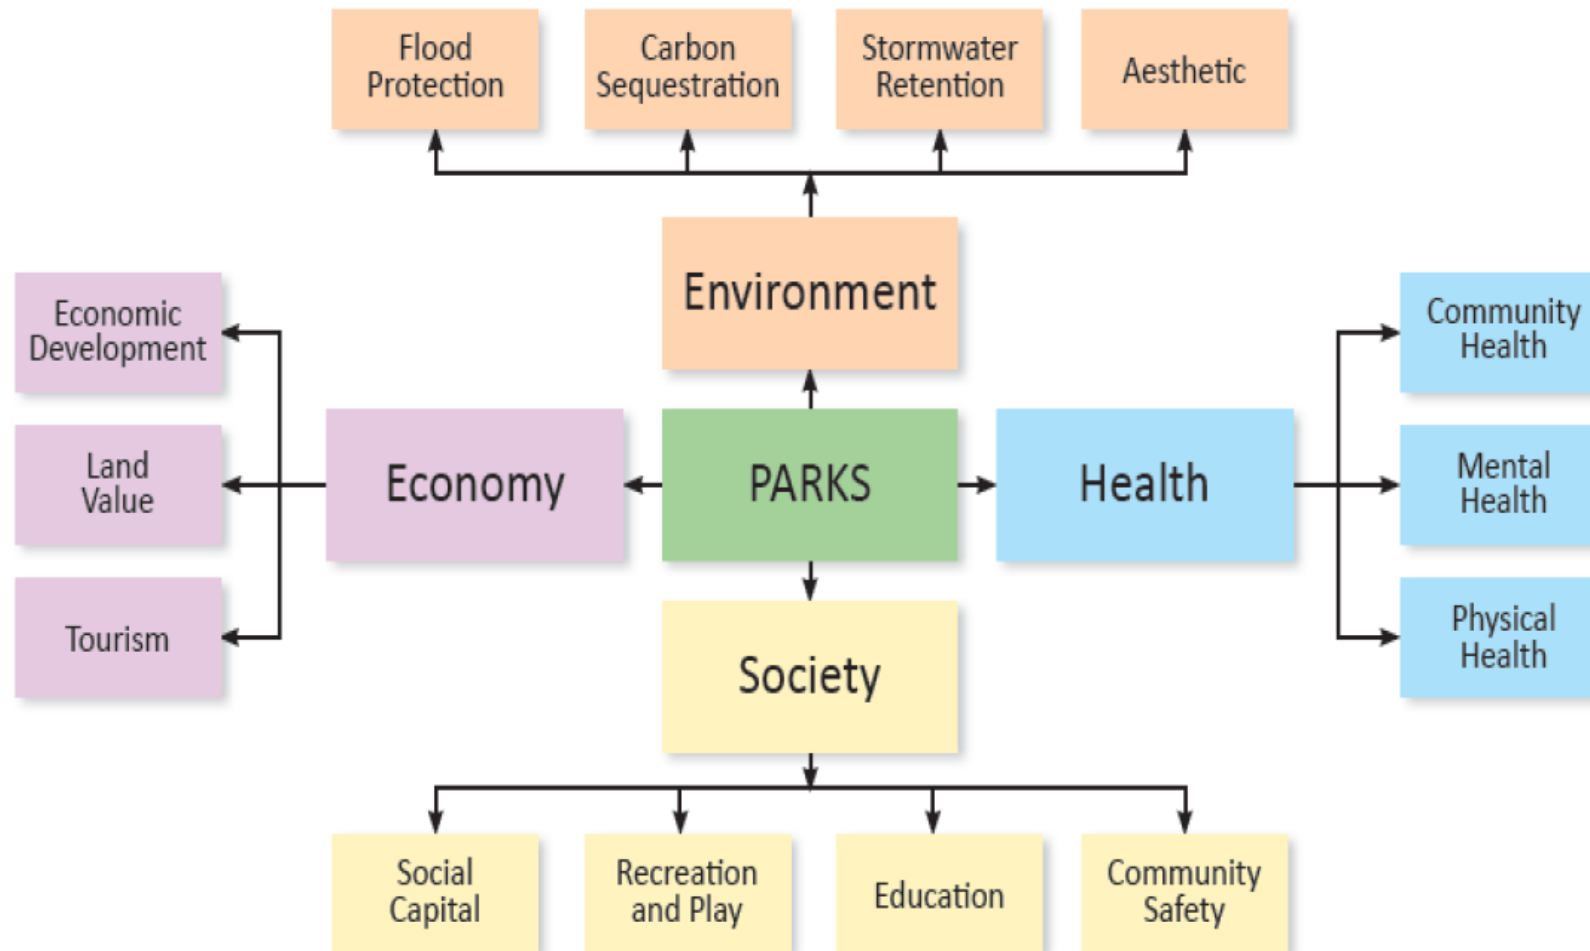 Flood
Protection
Carbon
Sequestration
Stormwater
Retention
Aesthetic
Environment
Economic
Development
Land
Value
Tourism
Economy
PARKS
Health
Community
Health
Mental
Health
Physical
Health
Society
Social
Capital
Recreation
and Play
Education
Community
Safety